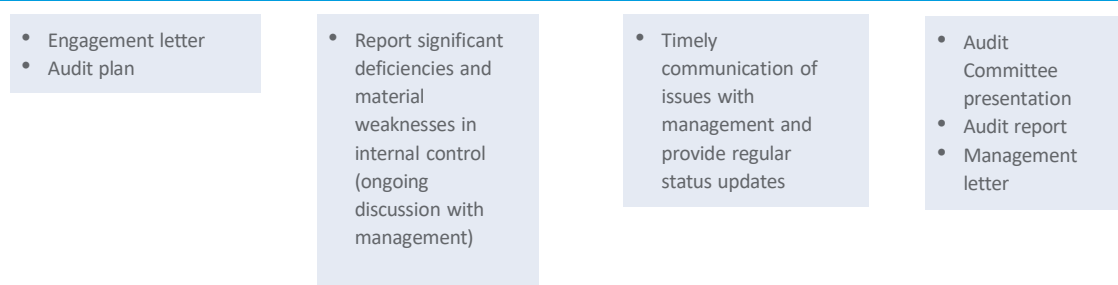 • Engagement letter
• Audit plan
• Report significant
deficiencies and
material
weaknesses in
internal control
(ongoing
discussion with
management)
• Timely
communication of
issues with
management and
provide regular
status updates
• Audit
Committee
presentation
• Audit report
• Management
letter